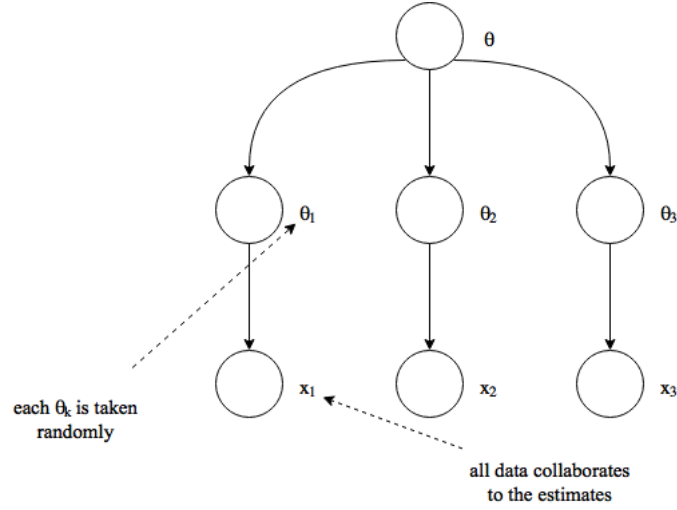 θ
θ₁ θ₂ θ₃
x₁ x₂ x₃
each θₖ is taken
randomly
all data collaborates
to the estimates